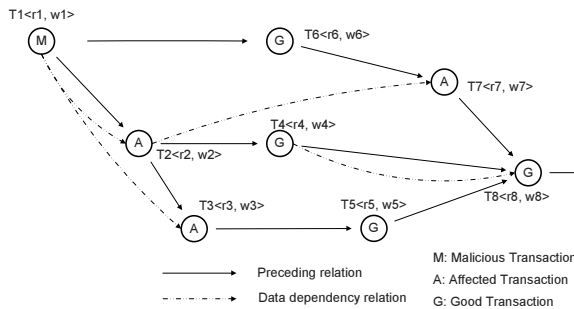 T1<r1, w1>
M
G
T6<r6, w6>
A
T7<r7, w7>
A
T2<r2, w2>
T4<r4, w4>
G
G
T8<r8, w8>
A
T3<r3, w3>
T5<r5, w5>
G
Preceding relation
Data dependency relation
M: Malicious Transaction
A: Affected Transaction
G: Good Transaction